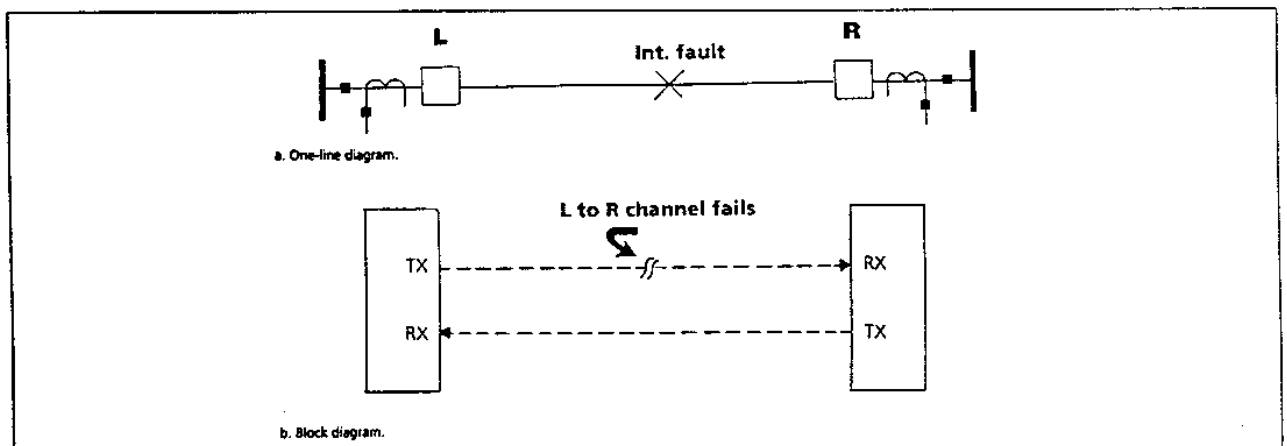 L
R
Int. fault
a. One-line diagram.
L to R channel fails
TX
RX
RX
TX
b. Block diagram.